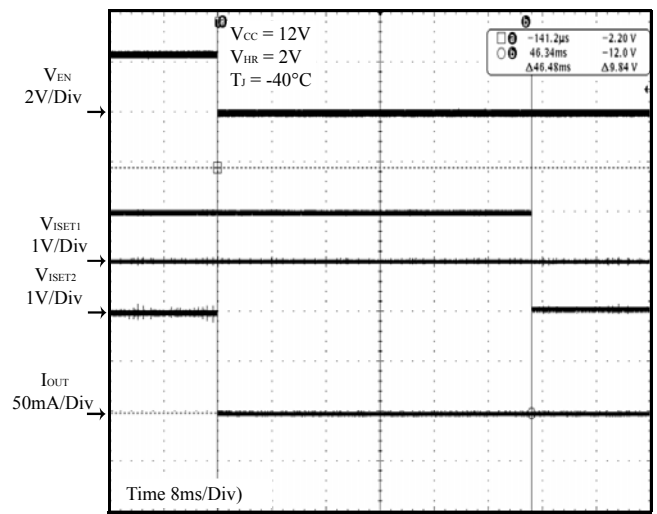 VCC = 12V
VHR = 2V
TJ = -40°C
a -141.2µs -2.20 V
b 46.34ms -12.0 V
Δ46.48ms Δ9.84 V
VEN
2V/Div
VISET1
1V/Div
VISET2
1V/Div
IOUT
50mA/Div
Time 8ms/Div)